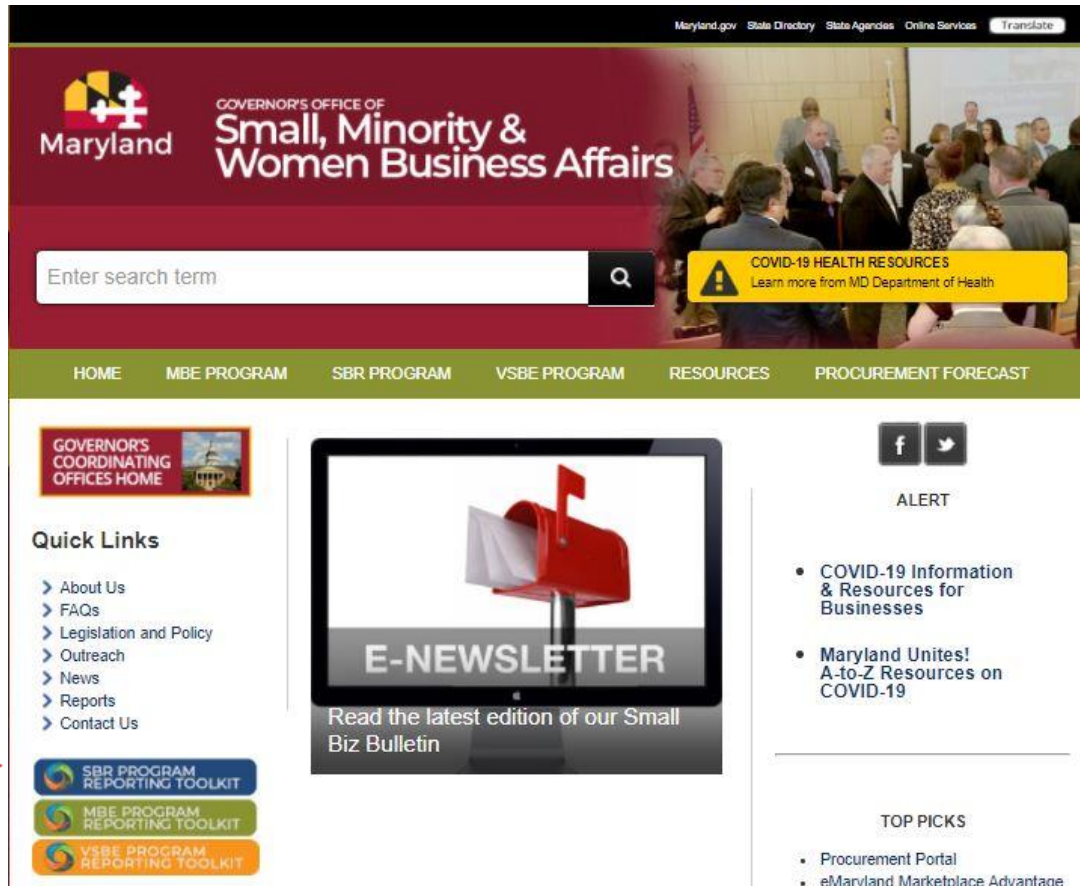 Maryland.gov State Directory State Agencies Online Services Translate
Maryland
GOVERNOR'S OFFICE OF
Small, Minority &
Women Business Affairs
Enter search term
COVID-19 HEALTH RESOURCES
Learn more from MD Department of Health
HOME MBE PROGRAM SBR PROGRAM VSBE PROGRAM RESOURCES PROCUREMENT FORECAST
GOVERNOR'S
COORDINATING
OFFICES HOME
Quick Links
About Us
FAQs
Legislation and Policy
Outreach
News
Reports
Contact Us
SBR PROGRAM
REPORTING TOOLKIT
MBE PROGRAM
REPORTING TOOLKIT
VSBE PROGRAM
REPORTING TOOLKIT
E-NEWSLETTER
Read the latest edition of our Small
Biz Bulletin
ALERT
COVID-19 Information
& Resources for
Businesses
Maryland Unites!
A-to-Z Resources on
COVID-19
TOP PICKS
Procurement Portal
eMaryland Marketplace Advantage